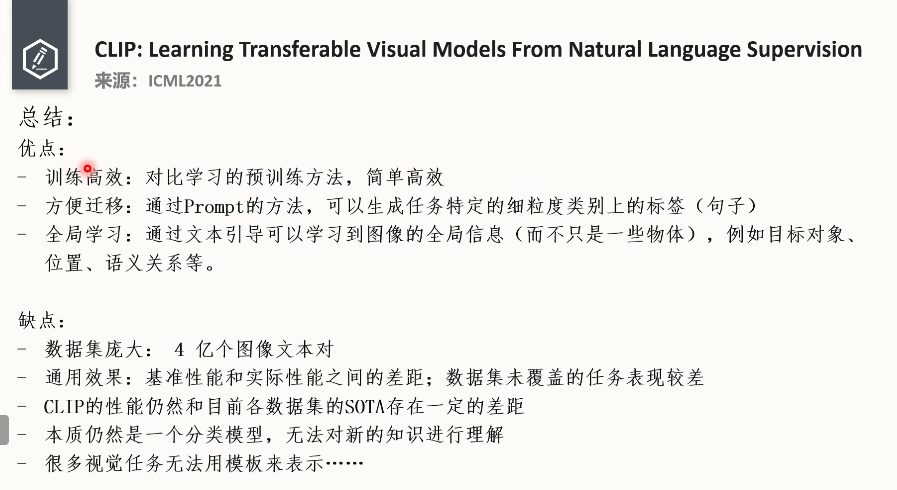 CLIP: Learning Transferable Visual Models From Natural Language Supervision
来源：ICML2021
总结：
优点：
- 训练高效：对比学习的预训练方法，简单高效
- 方便迁移：通过Prompt的方法，可以生成任务特定的细粒度类别上的标签（句子）
- 全局学习：通过文本引导可以学习到图像的全局信息（而不只是一些物体），例如目标对象、
位置、语义关系等。
缺点：
- 数据集庞大： 4 亿个图像文本对
- 通用效果：基准性能和实际性能之间的差距；数据集未覆盖的任务表现较差
- CLIP的性能仍然和目前各数据集的SOTA存在一定的差距
- 本质仍然是一个分类模型，无法对新的知识进行理解
- 很多视觉任务无法用模板来表示……